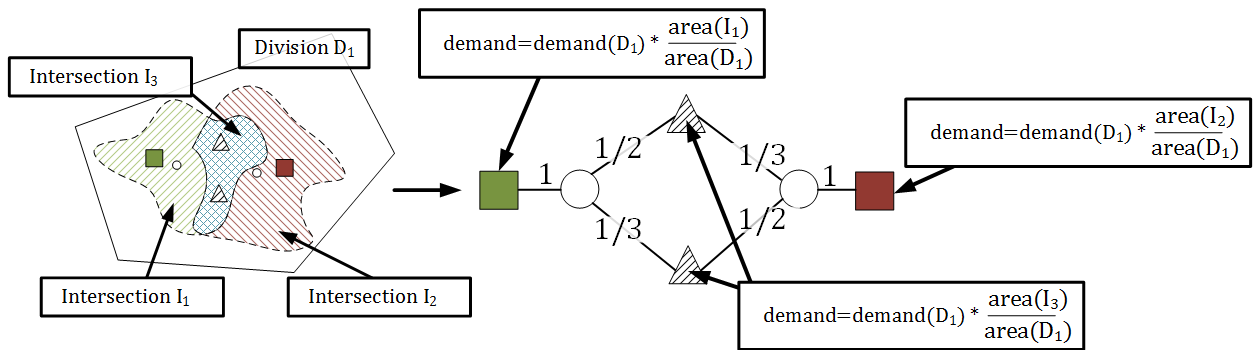 Division D₁
Intersection I₃
Intersection I₁
Intersection I₂
demand=demand(D₁) * area(I₁)
area(D₁)
1
1/2
1/3
1/3
1/2
1
demand=demand(D₁) * area(I₂)
area(D₁)
demand=demand(D₁) * area(I₃)
area(D₁)